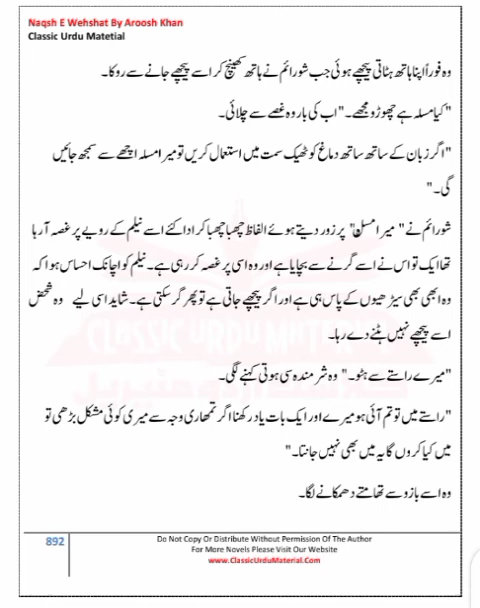 Naqsh E Wehshat By Aroosh Khan
Classic Urdu Matetial
وہ فوراً اپنا ہاتھ ہٹاتی پیچھے ہوئی جب شورائم نے ہاتھ کھینچ کر اسے پیچھے جانے سے روکا۔
"کیا مسلہ ہے چھوڑو مجھے۔" اب کی بار وہ غصے سے چلائی۔
"اگر زبان کے ساتھ ساتھ دماغ کو ٹھیک سمت میں استعمال کریں تو میرا مسلہ اچھے سے سمجھ جائیں
گی۔"
شورائم نے "میرا مسلہ" پر زور دیتے ہوئے الفاظ چھبا چھبا کر ادا کئے اسے نیلم کے رویے پر غصہ آ رہا
تھا ایک تو اس نے اسے گرنے سے بچایا ہے اور وہ اسی پر غصہ کر رہی ہے۔ نیلم کو اچانک احساس ہوا کہ
وہ ابھی بھی سیڑھیوں کے پاس ہی ہے اور اگر پیچھے جاتی ہے تو پھر گر سکتی ہے۔ شاید اسی لیے وہ شخص
اسے پیچھے نہیں ہٹنے دے رہا۔
"میرے راستے سے ہٹو۔" وہ شرمندہ سی ہوتی کہنے لگی۔
"راستے میں تو تم آئی ہو میرے اور ایک بات یاد رکھنا اگر تمھاری وجہ سے میری کوئی مشکل بڑھی تو
میں کیا کروں گا یہ میں بھی نہیں جانتا۔"
وہ اسے بازو سے تھامتے دھمکانے لگا۔
CLASSIC URDU MATERIAL
892
Do Not Copy Or Distribute Without Permission Of The Author
For More Novels Please Visit Our Website
www.ClassicUrduMaterial.Com